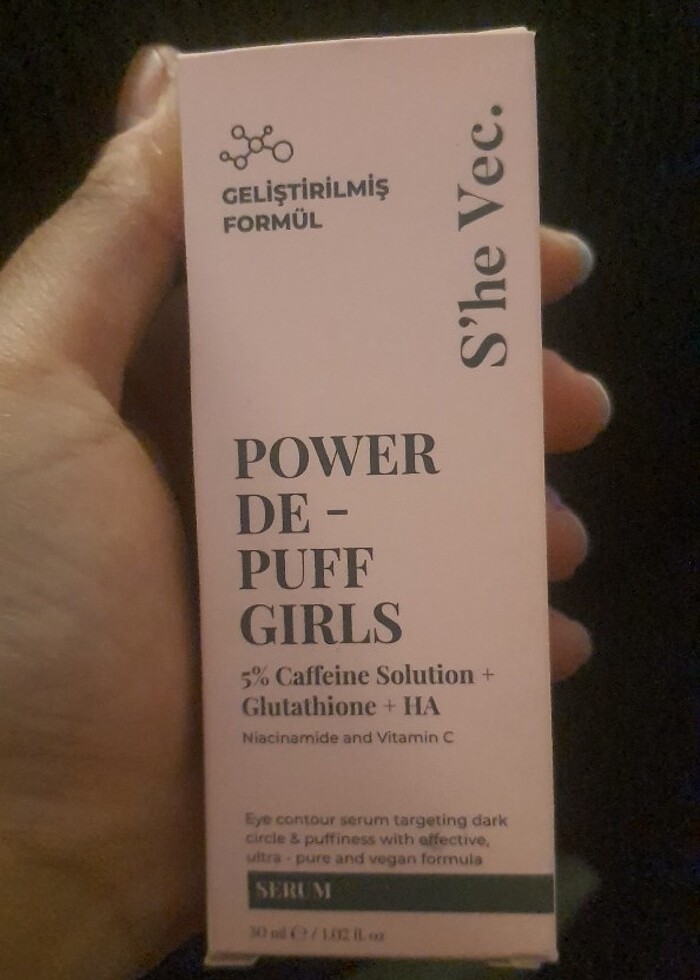 GELİŞTİRİLMİŞ
FORMÜL
S'he Vec.
POWER
DE -
PUFF
GIRLS
5% Caffeine Solution +
Glutathione + HA
Niacinamide and Vitamin C
Eye contour serum targeting dark
circle & puffiness with effective,
ultra - pure and vegan formula
SERUM
30 ml ℮ / 1.02 fl. oz